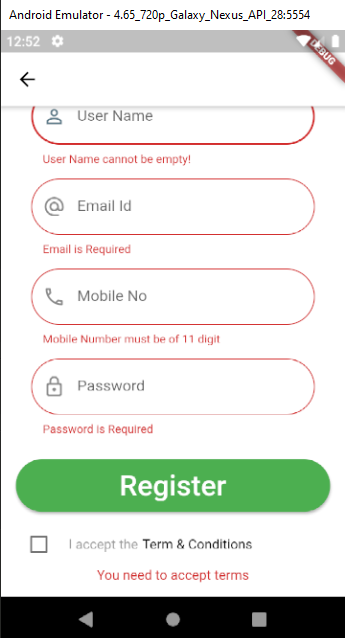 Android Emulator - 4.65_720p_Galaxy_Nexus_API_28:5554
12:52
DEBUG
User Name
User Name cannot be empty!
Email Id
Email is Required
Mobile No
Mobile Number must be of 11 digit
Password
Password is Required
Register
I accept the Term & Conditions
You need to accept terms